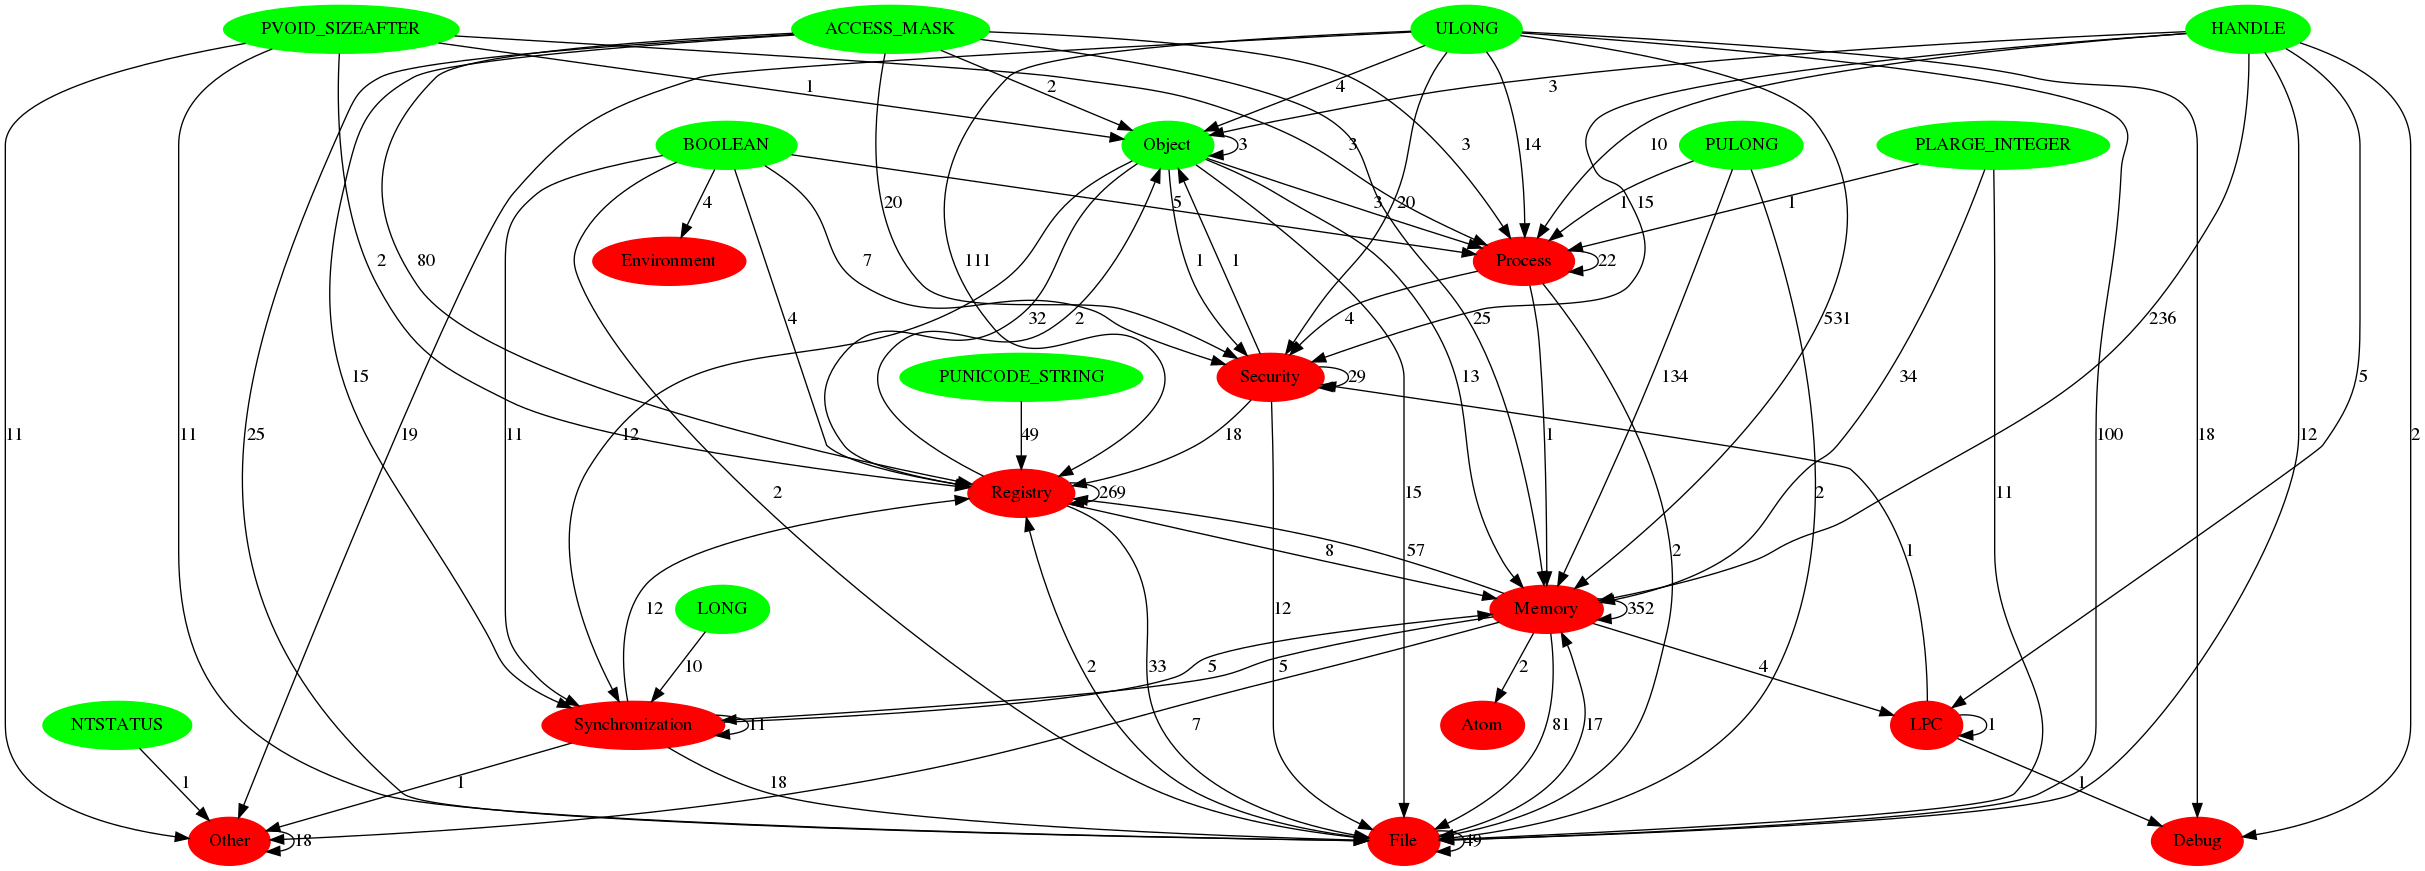 PVOID_SIZEAFTER ACCESS_MASK ULONG HANDLE
1 2 4 3
BOOLEAN Object 3 3 3 14 10 PULONG PLARGE_INTEGER
4 20 5 3 20 1 15 1
Environment 2 80 7 111 1 1 Process 22
4 32 2 4 25 531 236
15 PUNICODE_STRING Security 29 13 134 34 5
11 11 25 19 11 12 49 18 1 100 18 12 2
2 Registry 269 15 2 11
8 57 2 1
LONG 12 12 Memory 352
10 2 33 5 5 2 4
NTSTATUS Synchronization 11 7 81 17 Atom LPC 1
1 1 18 1
Other 18 File 49 Debug